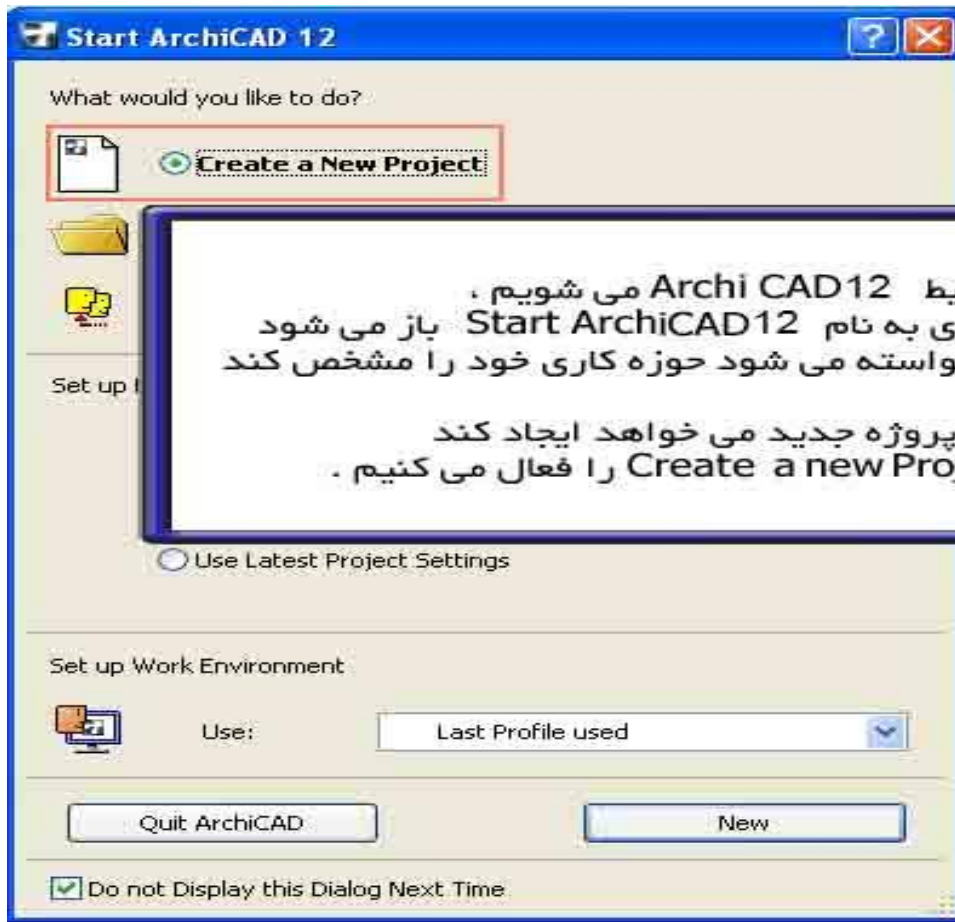 Start ArchiCAD 12
What would you like to do?
Create a New Project
12 Archi CAD می شویم ،
به نام Start ArchiCAD12 باز می شود
می شود حوزه کاری خود را مشخص کند
پروژه جدید می خواهد ایجاد کند
Create a new را فعال می کنیم .
Set up
Use Latest Project Settings
Set up Work Environment
Use:
Last Profile used
Quit ArchiCAD
New
Do not Display this Dialog Next Time